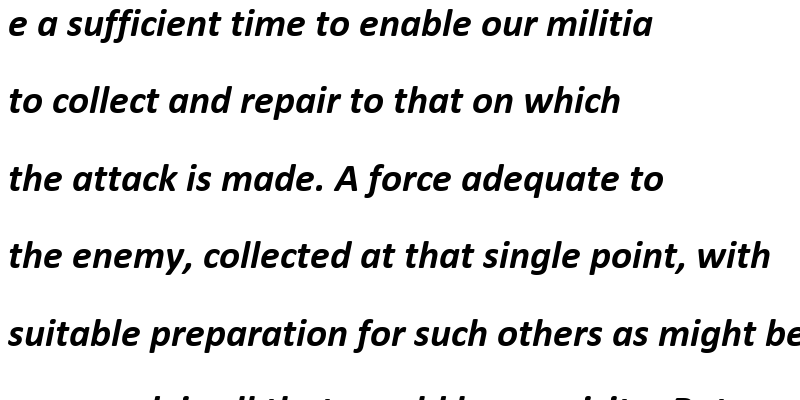 e a sufficient time to enable our militia
to collect and repair to that on which
the attack is made. A force adequate to
the enemy, collected at that single point, with
suitable preparation for such others as might be